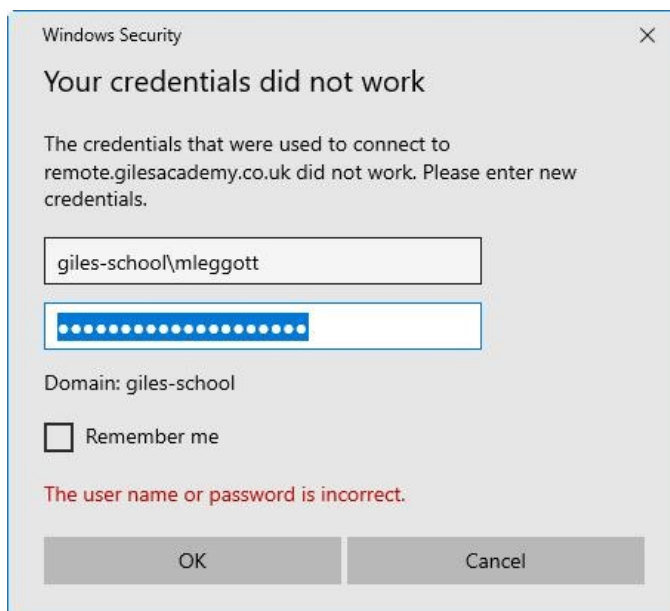 Windows Security
Your credentials did not work
The credentials that were used to connect to
remote.gilesacademy.co.uk did not work. Please enter new
credentials.
giles-school\mleggott
••••••••••••••••••••
Domain: giles-school
Remember me
The user name or password is incorrect.
OK
Cancel